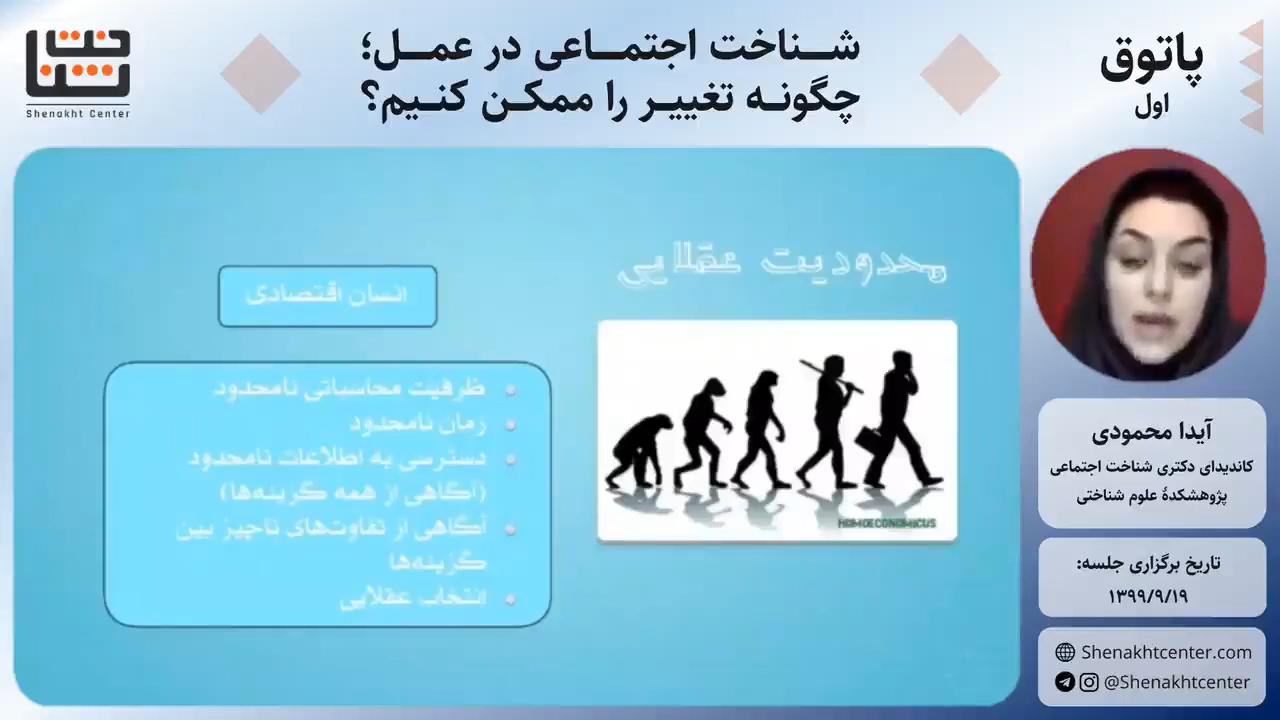 شناخت
Shenakht Center
شناخت اجتماعی در عمل؛
چگونه تغییر را ممکن کنیم؟
پاتوق
اول
محدودیت عقلایی
انسان اقتصادی
ظرفیت محاسباتی نامحدود
زمان نامحدود
دسترسی به اطلاعات نامحدود
(آگاهی از همه گزینه‌ها)
آگاهی از تفاوت‌های ناچیز بین
گزینه‌ها
انتخاب عقلایی
HOMOECONOMICUS
آیدا محمودی
کاندیدای دکتری شناخت اجتماعی
پژوهشکدهٔ علوم شناختی
تاریخ برگزاری جلسه:
۱۳۹۹/۹/۱۹
Shenakhtcenter.com
@Shenakhtcenter